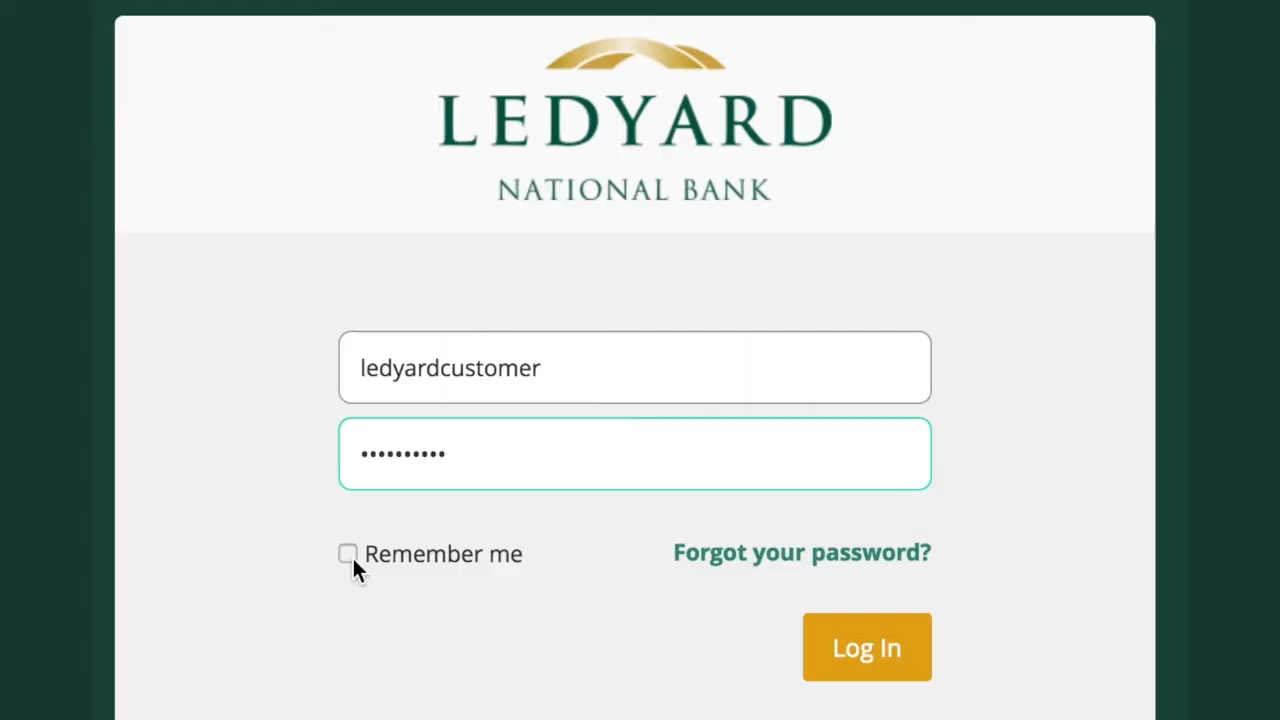 LEDYARD
NATIONAL BANK
ledyardcustomer
••••••••••
Remember me
Forgot your password?
Log In